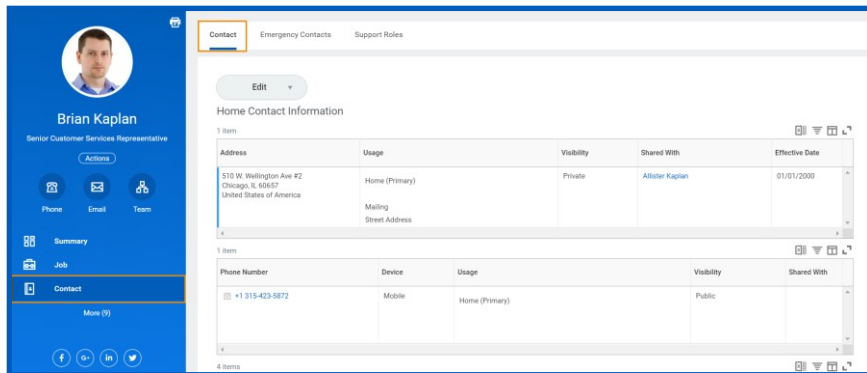 Contact Emergency Contacts Support Roles
Brian Kaplan
Senior Customer Services Representative
Actions
Phone Email Team
Summary
Job
Contact
More (9)
Edit
Home Contact Information
1 item
Address Usage Visibility Shared With Effective Date
510 W. Wellington Ave #2
Chicago, IL 60657
United States of America
Home (Primary)
Mailing
Street Address
Private
Allister Kaplan
01/01/2000
1 item
Phone Number Device Usage Visibility Shared With
+1 315-423-5872 Mobile Home (Primary) Public
4 items